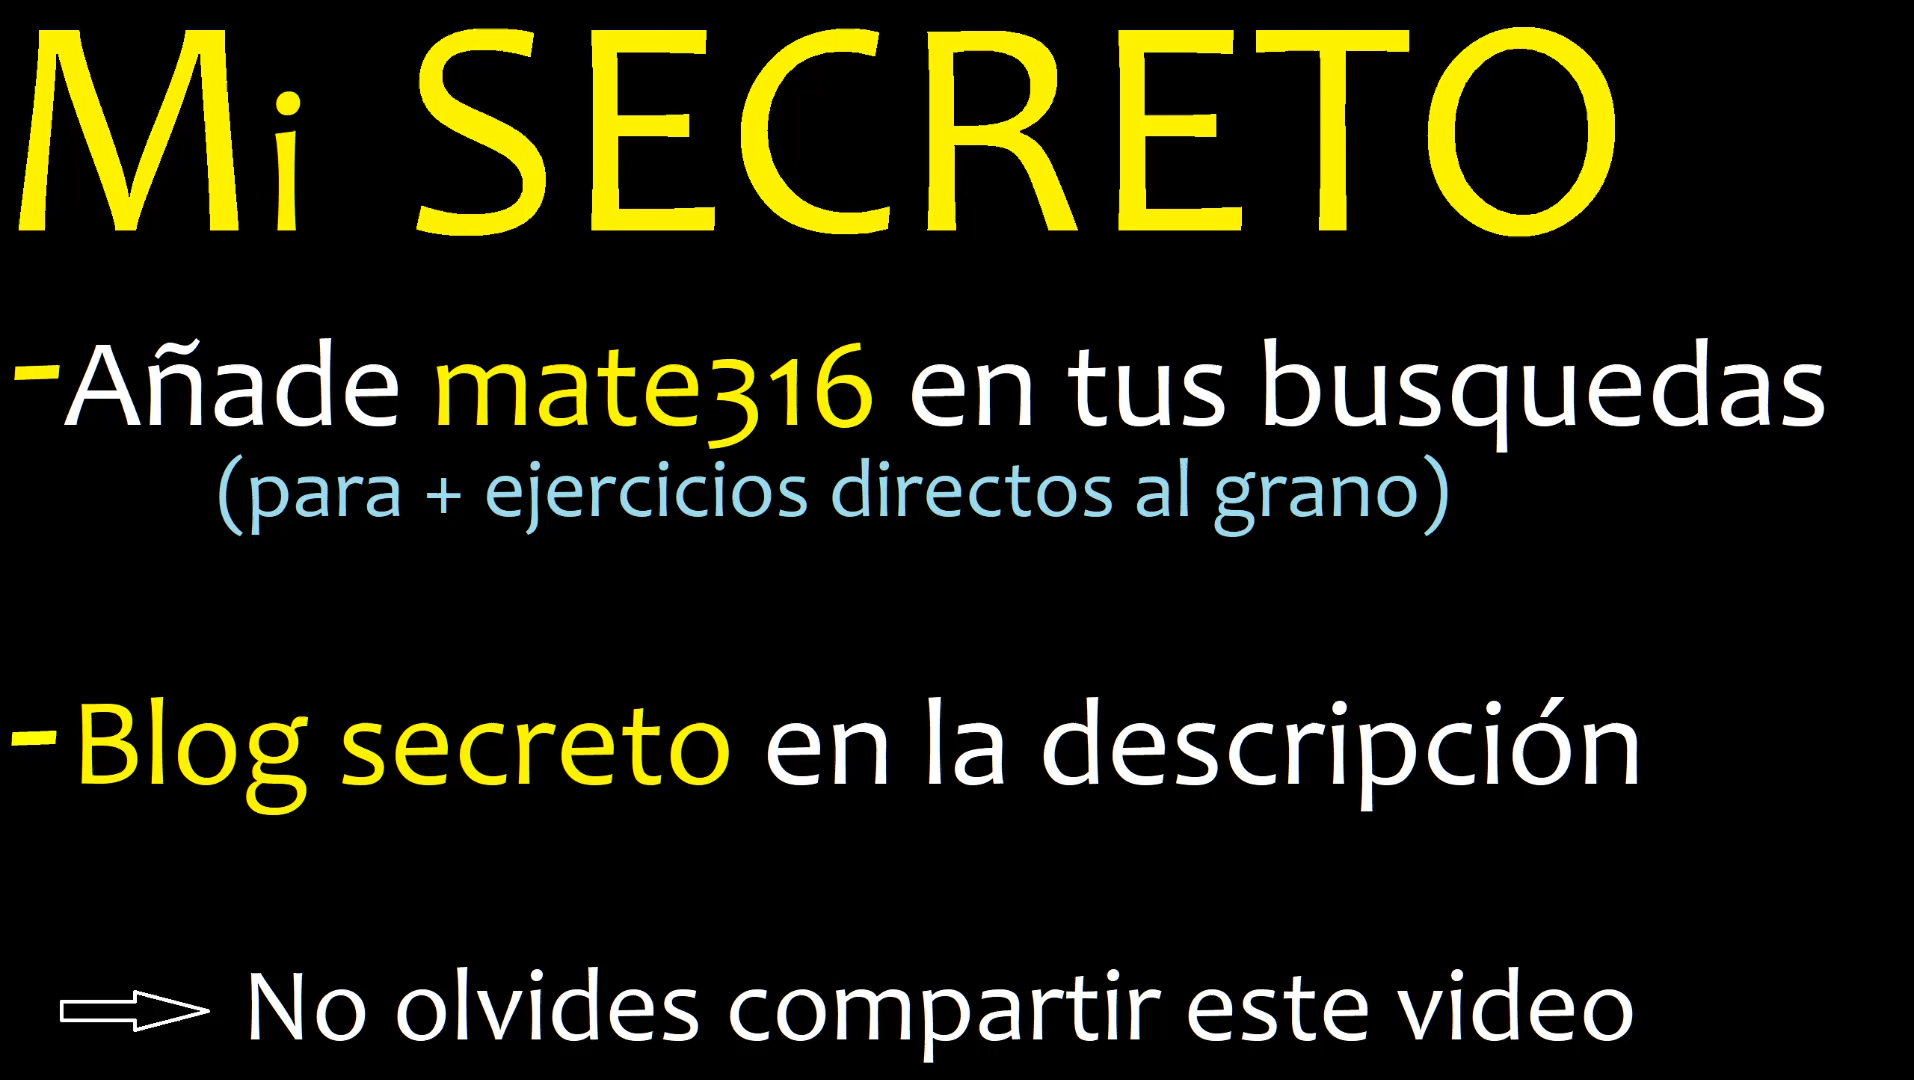 Mi SECRETO
-Añade mate316 en tus busquedas
(para + ejercicios directos al grano)
-Blog secreto en la descripción
No olvides compartir este video